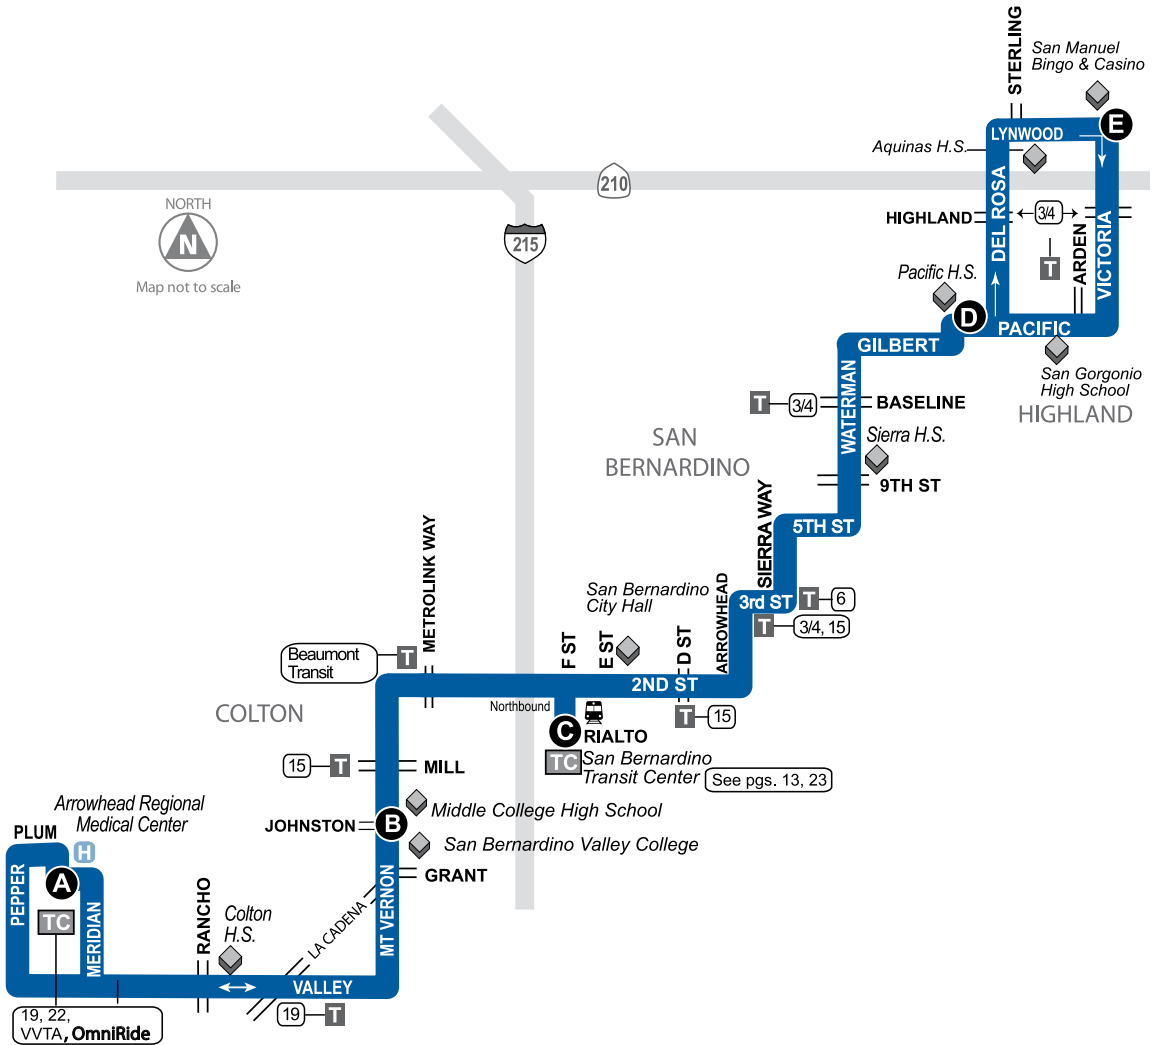 STERLING
San Manuel
Bingo & Casino
E
LYNWOOD
Aquinas H.S.
210
NORTH
N
Map not to scale
215
HIGHLAND
DEL ROSA
3/4
T
ARDEN
VICTORIA
Pacific H.S.
D
PACIFIC
GILBERT
San Gorgonio
High School
HIGHLAND
T
3/4
BASELINE
WATERMAN
SAN
BERNARDINO
Sierra H.S.
9TH ST
SIERRA WAY
5TH ST
METROLINK WAY
San Bernardino
City Hall
ARROWHEAD
3rd ST
T
6
T
3/4, 15
Beaumont
Transit
T
F ST
E ST
D ST
2ND ST
COLTON
Northbound
T
15
C
RIALTO
TC
San Bernardino
Transit Center
See pgs. 13, 23
15
T
MILL
Arrowhead Regional
Medical Center
Middle College High School
JOHNSTON
B
PLUM
H
San Bernardino Valley College
A
GRANT
PEPPER
TC
MERIDIAN
RANCHO
Colton
H.S.
LA CADENA
MT VERNON
VALLEY
19
T
19, 22,
VVTA, OmniRide